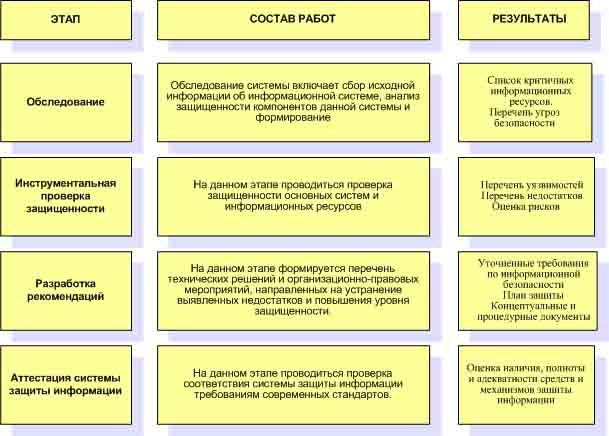 ЭТАП
СОСТАВ РАБОТ
РЕЗУЛЬТАТЫ
Обследование
Обследование системы включает сбор исходной
информации об информационной системе, анализ
защищенности компонентов данной системы и
формирование
Список критичных
информационных
ресурсов.
Перечень угроз
безопасности
Инструментальная
проверка
защищенности
На данном этапе проводиться проверка
защищенности основных систем и
информационных ресурсов
Перечень уязвимостей
Перечень недостатков
Оценка рисков
Разработка
рекомендаций
На данном этапе формируется перечень
технических решений и организационно-правовых
мероприятий, направленных на устранение
выявленных недостатков и повышения уровня
защищенности.
Уточненные требования
по информационной
безопасности
План защиты
Концептуальные и
процедурные документы
Аттестация системы
защиты информации
На данном этапе проводиться проверка
соответствия системы защиты информации
требованиям современных стандартов.
Оценка наличия, полноты
и адекватности средств и
механизмов защиты
информации